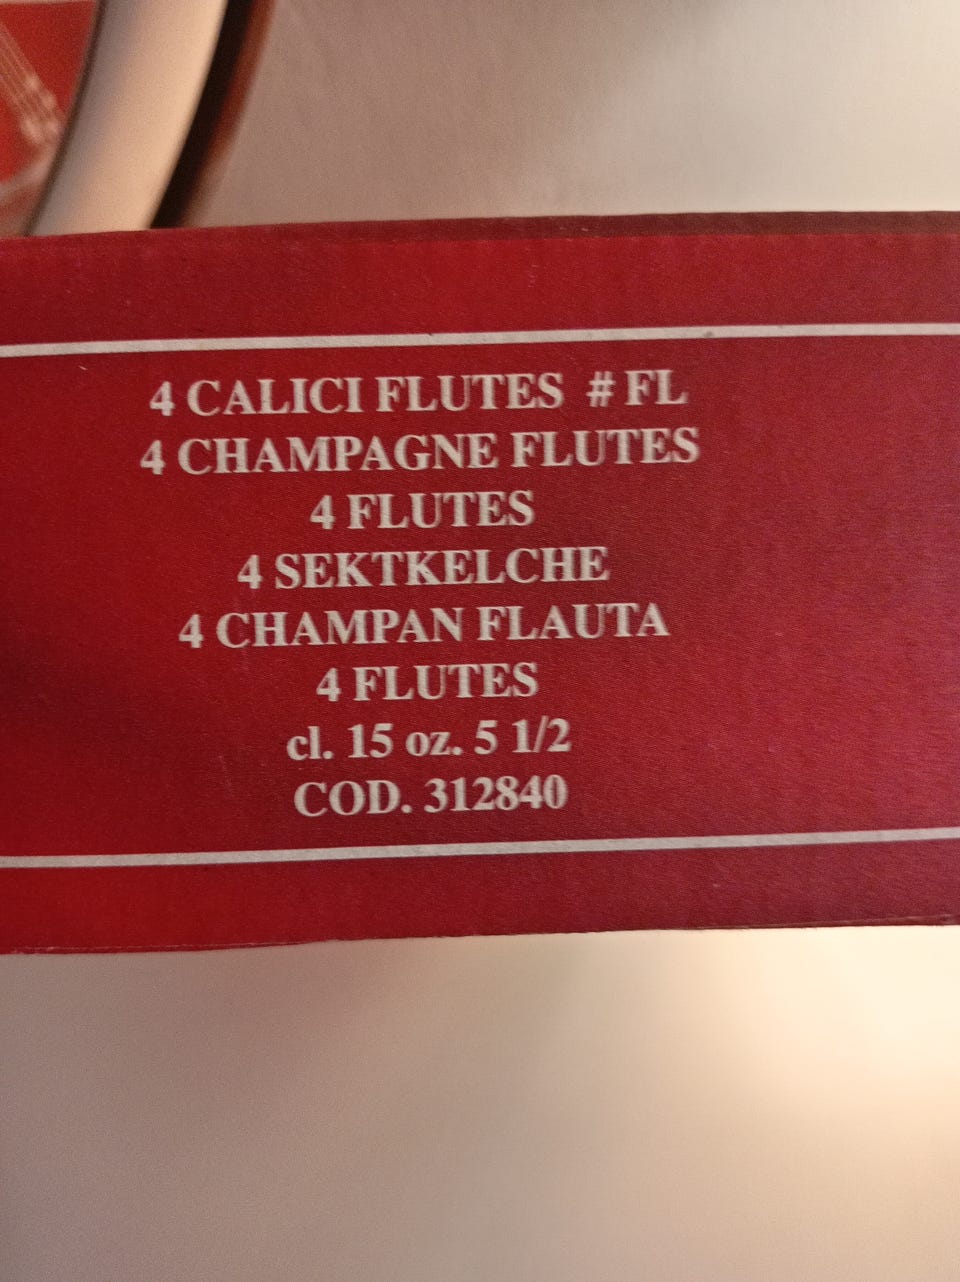 4 CALICI FLUTES # FL
4 CHAMPAGNE FLUTES
4 FLUTES
4 SEKTKELCHE
4 CHAMPAN FLAUTA
4 FLUTES
cl. 15 oz. 5 1/2
COD. 312840